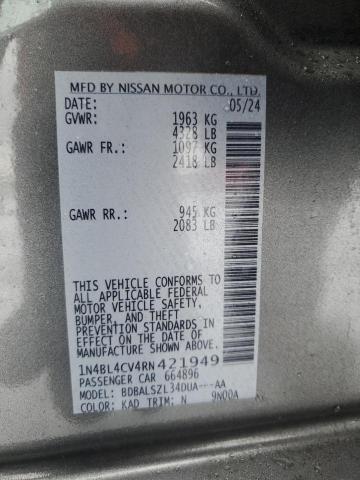 MFD BY NISSAN MOTOR CO., LTD.
DATE: 05/24
GVWR: 1963 KG
4328 LB
GAWR FR.: 1097 KG
2418 LB
GAWR RR.: 945 KG
2083 LB
THIS VEHICLE CONFORMS TO
ALL APPLICABLE FEDERAL
MOTOR VEHICLE SAFETY,
BUMPER, AND THEFT
PREVENTION STANDARDS
IN EFFECT ON THE DATE OF
MANUFACTURE SHOWN ABOVE.
1N4BL4CV4RN421949
PASSENGER CAR 664896
MODEL: BDBALSZL34DUA---AA
COLOR: KAD TRIM: N 9N00A